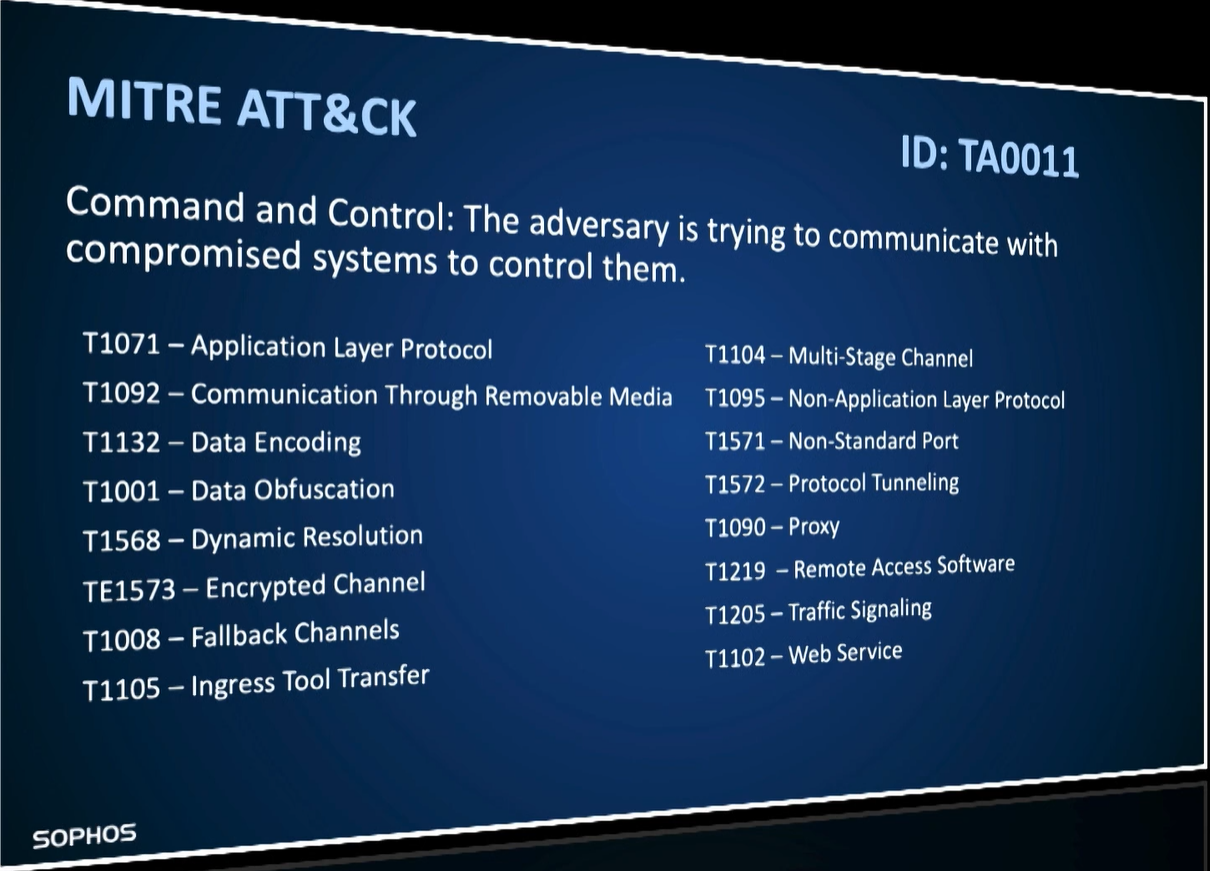 MITRE ATT&CK
ID: TA0011
Command and Control: The adversary is trying to communicate with
compromised systems to control them.
T1071 – Application Layer Protocol
T1092 – Communication Through Removable Media
T1132 – Data Encoding
T1001 – Data Obfuscation
T1568 – Dynamic Resolution
TE1573 – Encrypted Channel
T1008 – Fallback Channels
T1105 – Ingress Tool Transfer
T1104 – Multi-Stage Channel
T1095 – Non-Application Layer Protocol
T1571 – Non-Standard Port
T1572 – Protocol Tunneling
T1090 – Proxy
T1219 – Remote Access Software
T1205 – Traffic Signaling
T1102 – Web Service
SOPHOS